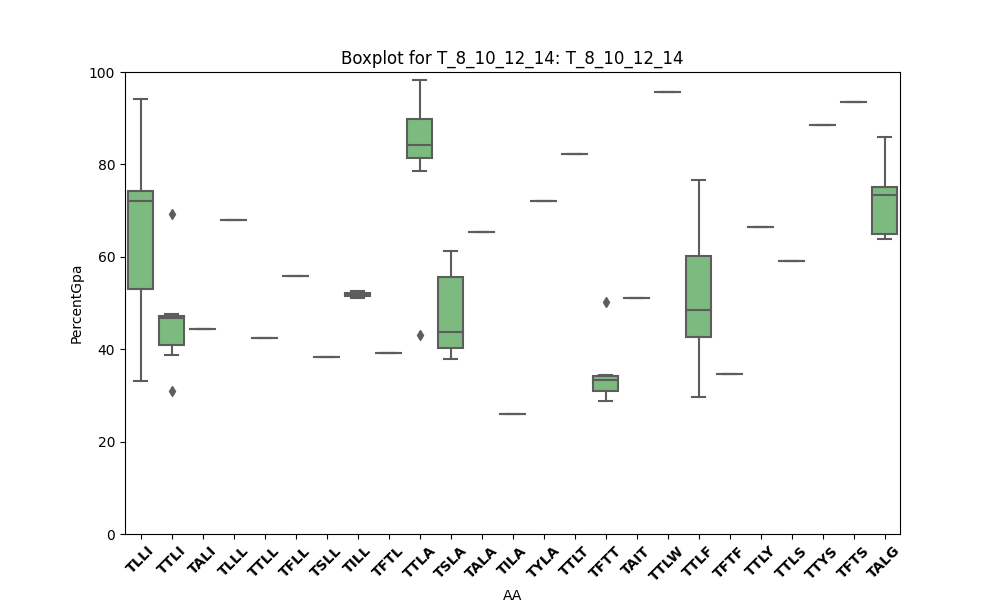 Boxplot for T_8_10_12_14: T_8_10_12_14
100
80
60
40
20
0
PercentGpa
TLLI TTLI TALI TLLL TTLL TFLL TSLL TILL TFTL TTLA TSLA TALA TILA TYLA TTLT TFTT TAIT TTLW TTLF TFTF TTLY TTLS TTYS TFTS TALG
AA